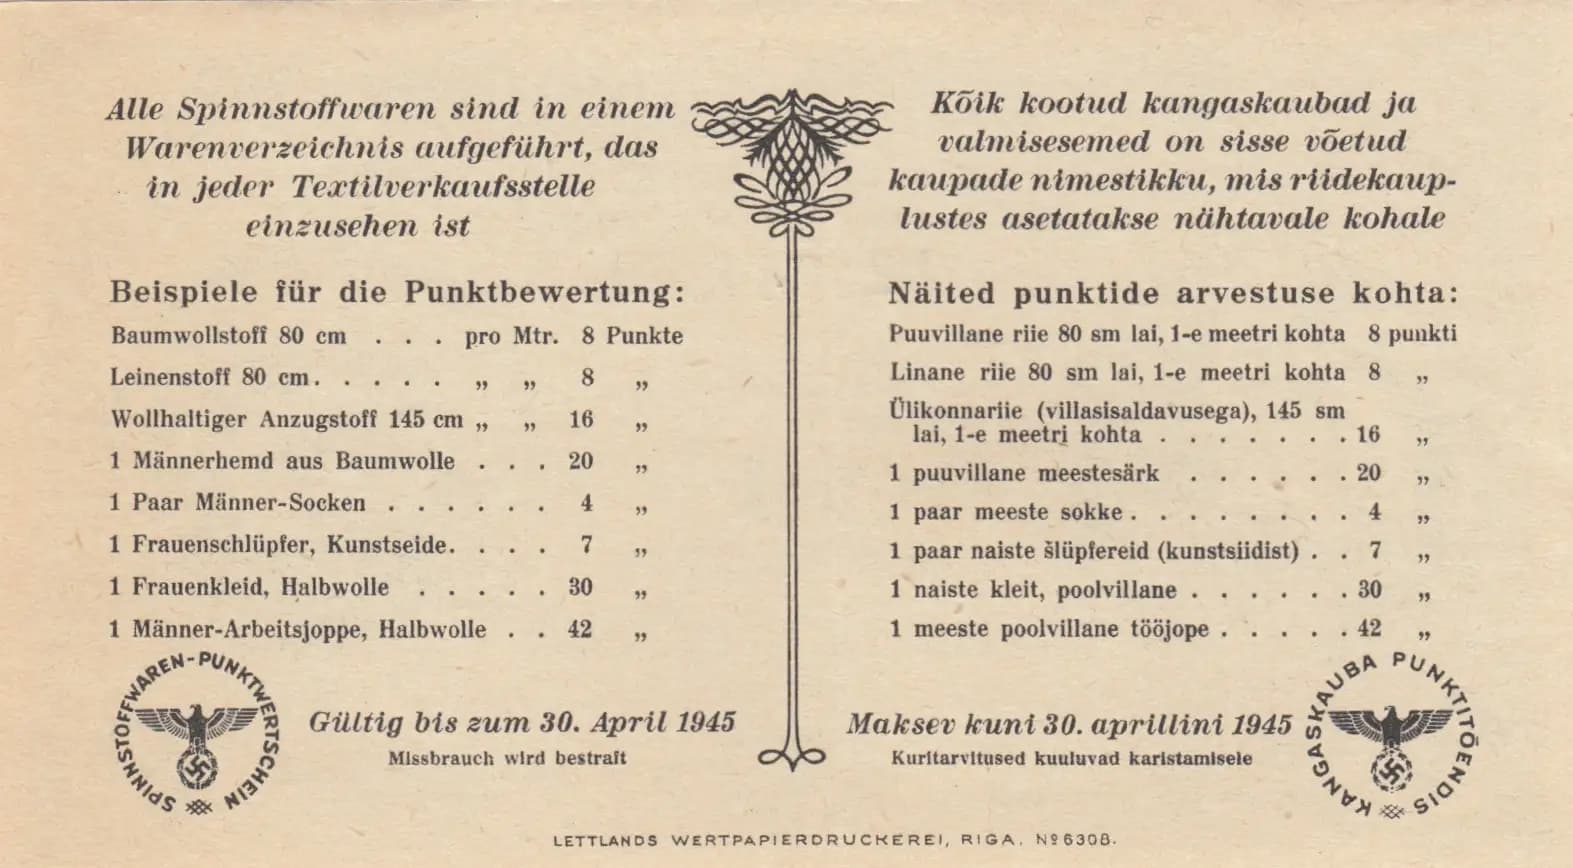 Alle Spinnstoffwaren sind in einem
Warenverzeichnis aufgeführt, das
in jeder Textilverkaufsstelle
einzusehen ist
Beispiele für die Punktbewertung:
Baumwollstoff 80 cm . . . pro Mtr. 8 Punkte
Leinenstoff 80 cm. . . . . „ „ 8 „
Wollhaltiger Anzugstoff 145 cm „ „ 16 „
1 Männerhemd aus Baumwolle . . . 20 „
1 Paar Männer-Socken . . . . . . 4 „
1 Frauenschlüpfer, Kunstseide. . . . 7 „
1 Frauenkleid, Halbwolle . . . . . 30 „
1 Männer-Arbeitsjoppe, Halbwolle . . 42 „
SPINNSTOFFWAREN-PUNKTWERTSCHEIN
Gültig bis zum 30. April 1945
Missbrauch wird bestraft
Kõik kootud kangaskaubad ja
valmisesemed on sisse võetud
kaupade nimestikku, mis riidekaup-
lustes asetatakse nähtavale kohale
Näited punktide arvestuse kohta:
Puuvillane riie 80 sm lai, 1-e meetri kohta 8 punkti
Linane riie 80 sm lai, 1-e meetri kohta 8 „
Ülikonnariie (villasisaldavusega), 145 sm
lai, 1-e meetri kohta . . . . . . . 16 „
1 puuvillane meestesärk . . . . . . 20 „
1 paar meeste sokke . . . . . . . . 4 „
1 paar naiste šlüpfereid (kunstsiidist) . . 7 „
1 naiste kleit, poolvillane . . . . . . 30 „
1 meeste poolvillane tööjope . . . . . 42 „
Maksev kuni 30. aprillini 1945
Kuritarvitused kuuluvad karistamisele
KANGASKAUBA PUNKTITÕENDIS
LETTLANDS WERTPAPIERDRUCKEREI, RIGA. № 6308.